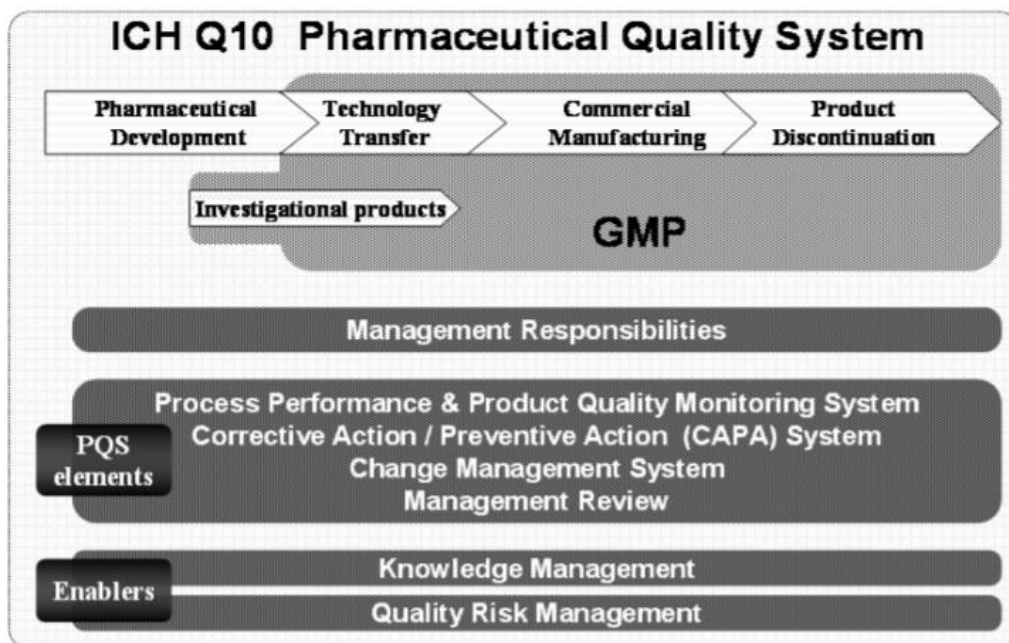 ICH Q10 Pharmaceutical Quality System
Pharmaceutical
Development
Technology
Transfer
Commercial
Manufacturing
Product
Discontinuation
Investigational products
GMP
Management Responsibilities
PQS
elements
Process Performance & Product Quality Monitoring System
Corrective Action / Preventive Action (CAPA) System
Change Management System
Management Review
Enablers
Knowledge Management
Quality Risk Management